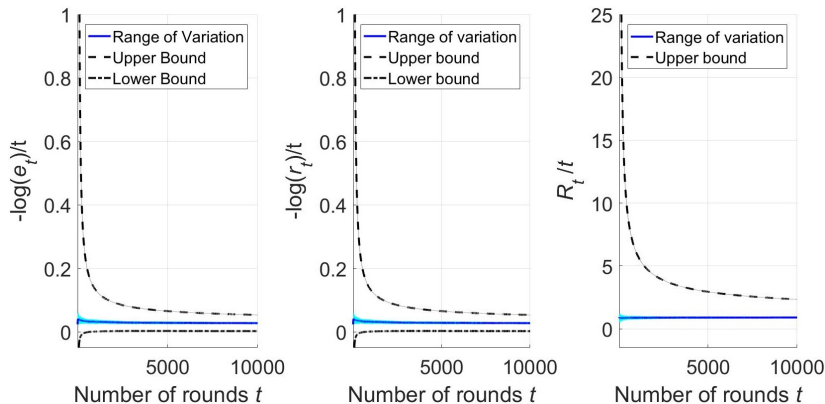 -log(e_t)/t
1
0.8
0.6
0.4
0.2
0
Range of Variation
Upper Bound
Lower Bound
5000 10000
Number of rounds t
-log(r_t)/t
1
0.8
0.6
0.4
0.2
0
Range of variation
Upper bound
Lower bound
5000 10000
Number of rounds t
R_t/t
25
20
15
10
5
0
Range of variation
Upper bound
5000 10000
Number of rounds t